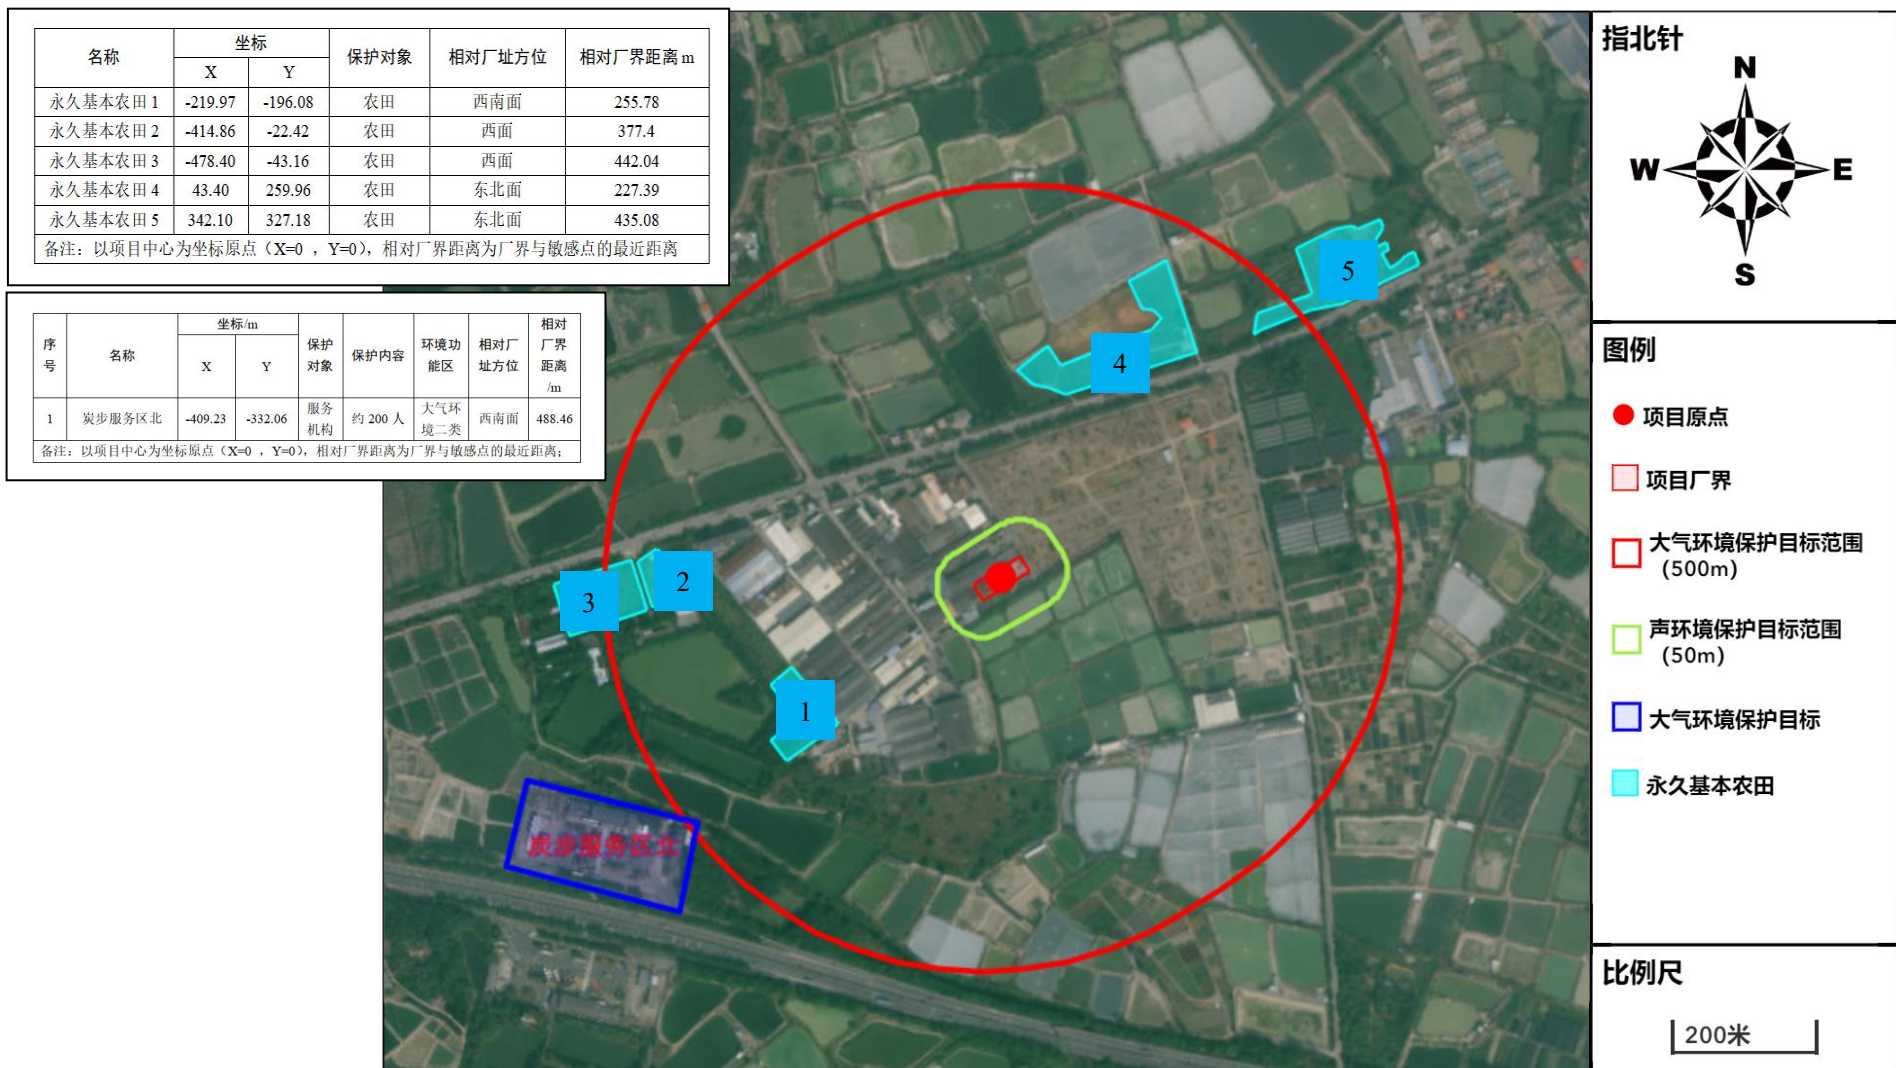 名称 坐标 保护对象 相对厂址方位 相对厂界距离 m
X Y
永久基本农田 1 -219.97 -196.08 农田 西南面 255.78
永久基本农田 2 -414.86 -22.42 农田 西面 377.4
永久基本农田 3 -478.40 -43.16 农田 西面 442.04
永久基本农田 4 43.40 259.96 农田 东北面 227.39
永久基本农田 5 342.10 327.18 农田 东北面 435.08
备注：以项目中心为坐标原点（X=0 ，Y=0），相对厂界距离为厂界与敏感点的最近距离
序号 名称 坐标/m 保护对象 保护内容 环境功能区 相对厂址方位 相对厂界距离/m
X Y
1 炭步服务区北 -409.23 -332.06 服务机构 约 200 人 大气环境二类 西南面 488.46
备注：以项目中心为坐标原点（X=0 ，Y=0），相对厂界距离为厂界与敏感点的最近距离；
5
4
2
3
1
炭步服务区北
指北针
N
W E
S
图例
项目原点
项目厂界
大气环境保护目标范围
（500m）
声环境保护目标范围
（50m）
大气环境保护目标
永久基本农田
比例尺
200米